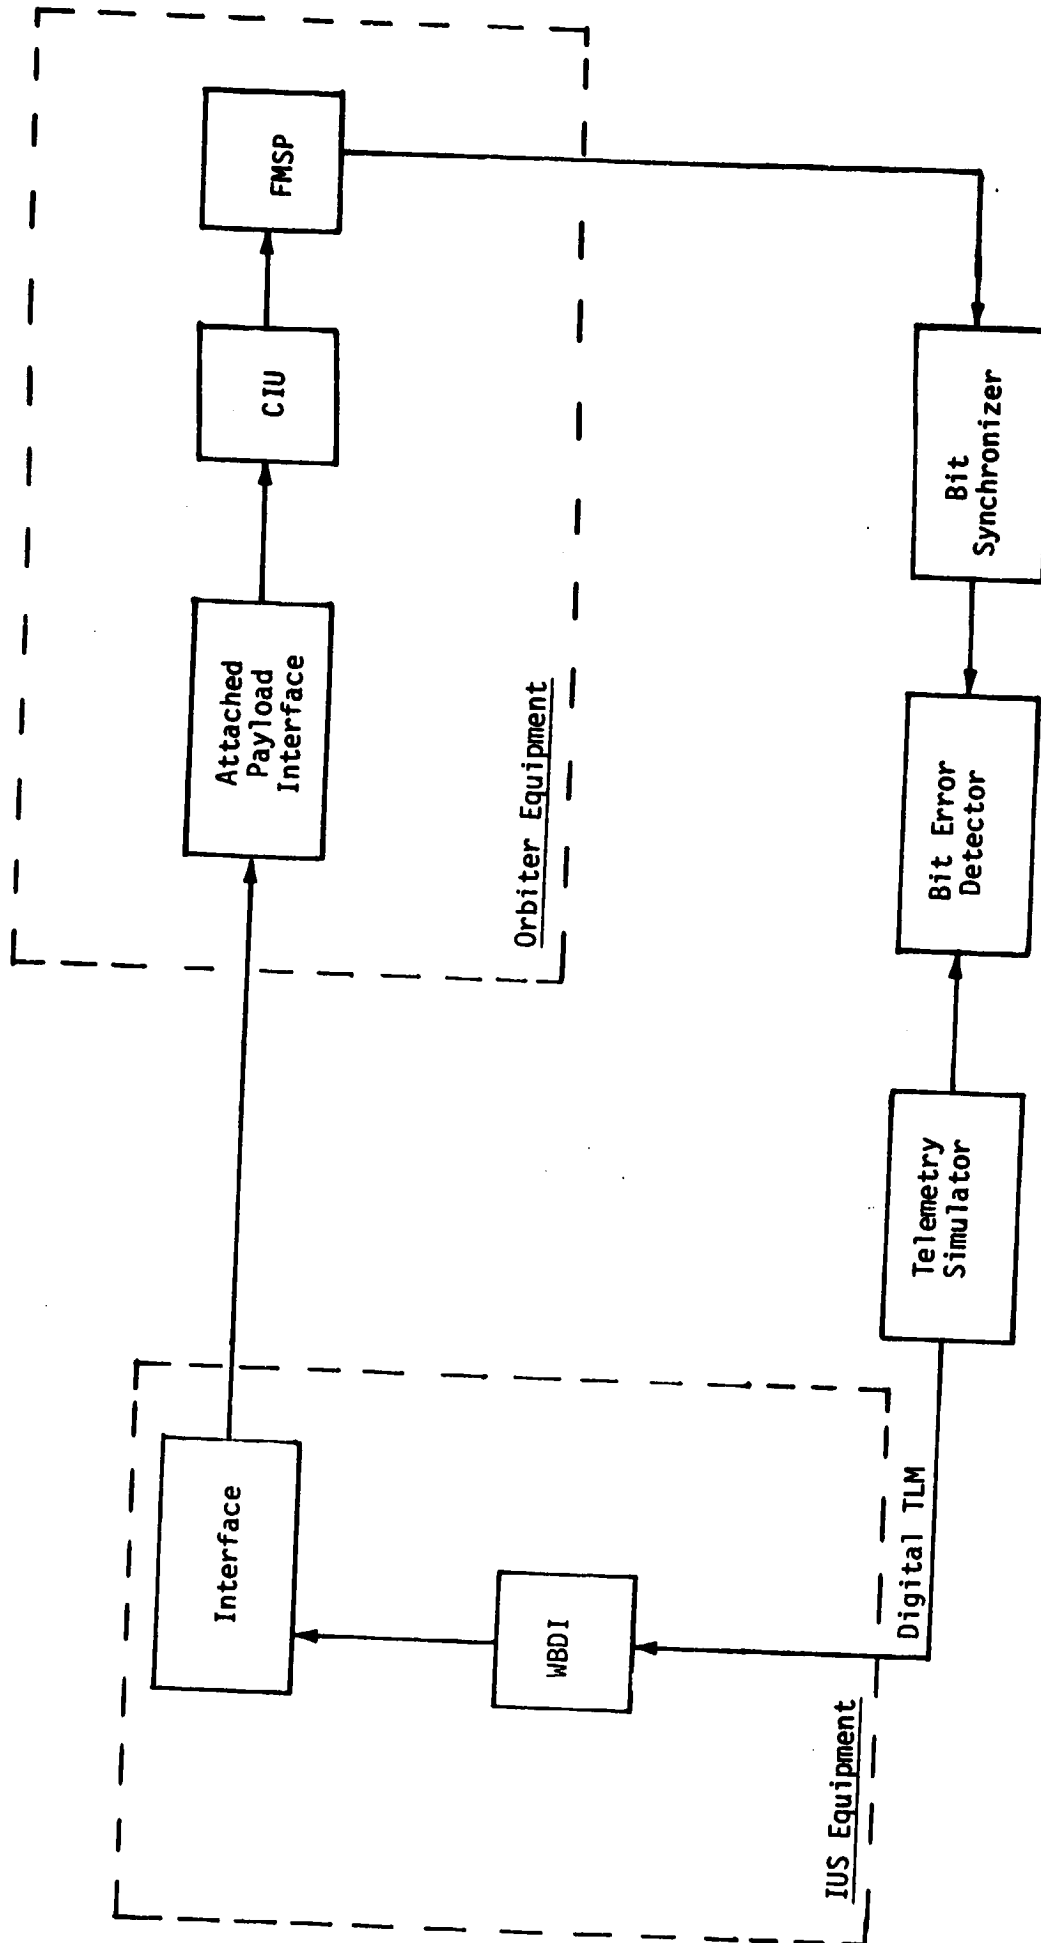 Interface
WBDI
IUS Equipment
Digital TLM
Attached
Payload
Interface
CIU
FMSP
Orbiter Equipment
Telemetry
Simulator
Bit Error
Detector
Bit
Synchronizer